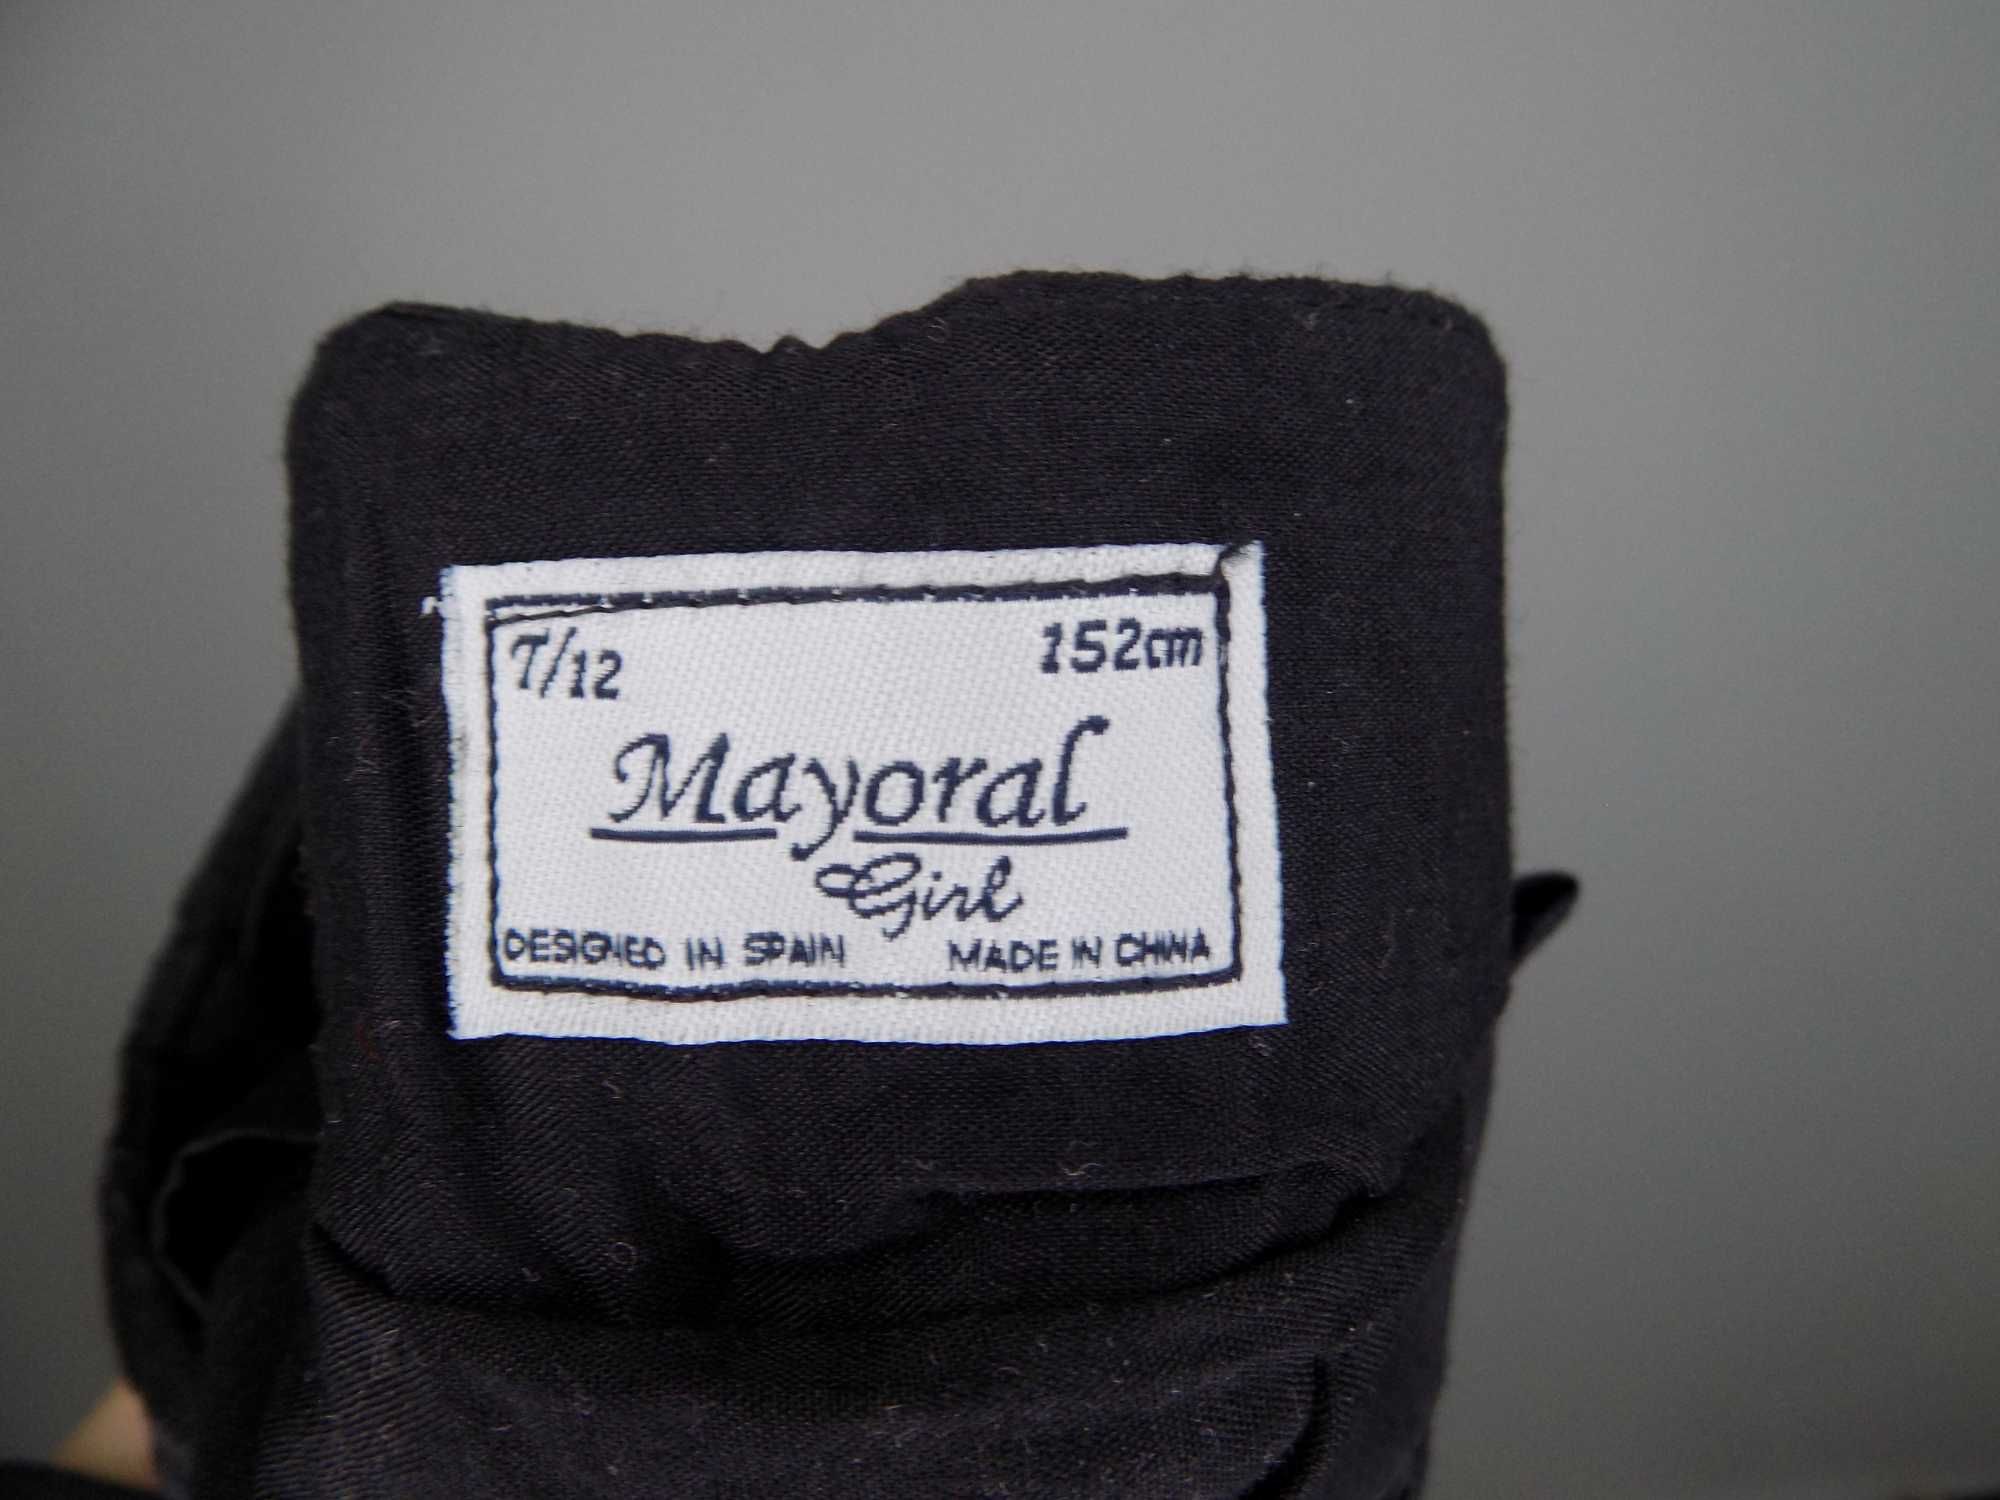 T/12 152cm
Mayoral
Girl
DESIGNED IN SPAIN MADE IN CHINA